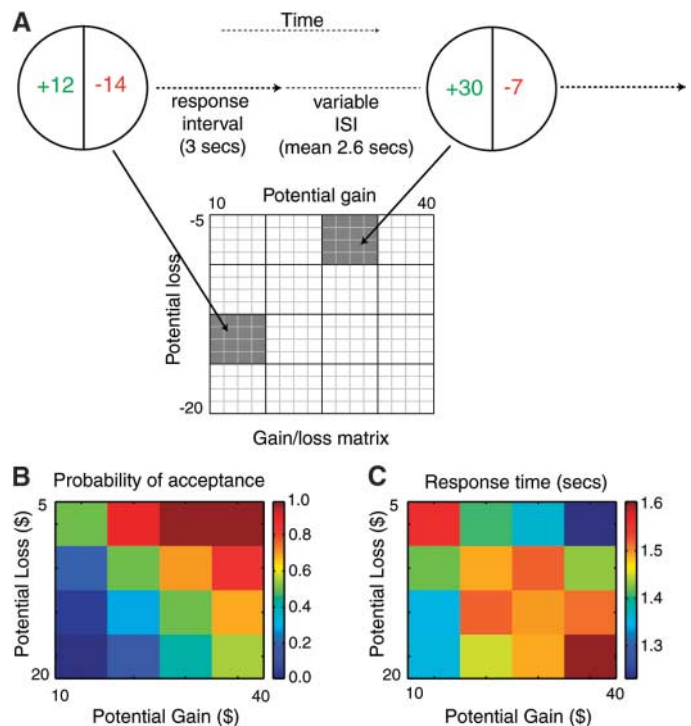 A
Time
+12 -14
+30 -7
response
interval
(3 secs)
variable
ISI
(mean 2.6 secs)
10 Potential gain 40
-5
Potential loss
-20
Gain/loss matrix
B Probability of acceptance
5
Potential Loss ($)
20
10 40
Potential Gain ($)
1.0
0.8
0.6
0.4
0.2
0.0
C Response time (secs)
5
Potential Loss ($)
20
10 40
Potential Gain ($)
1.6
1.5
1.4
1.3